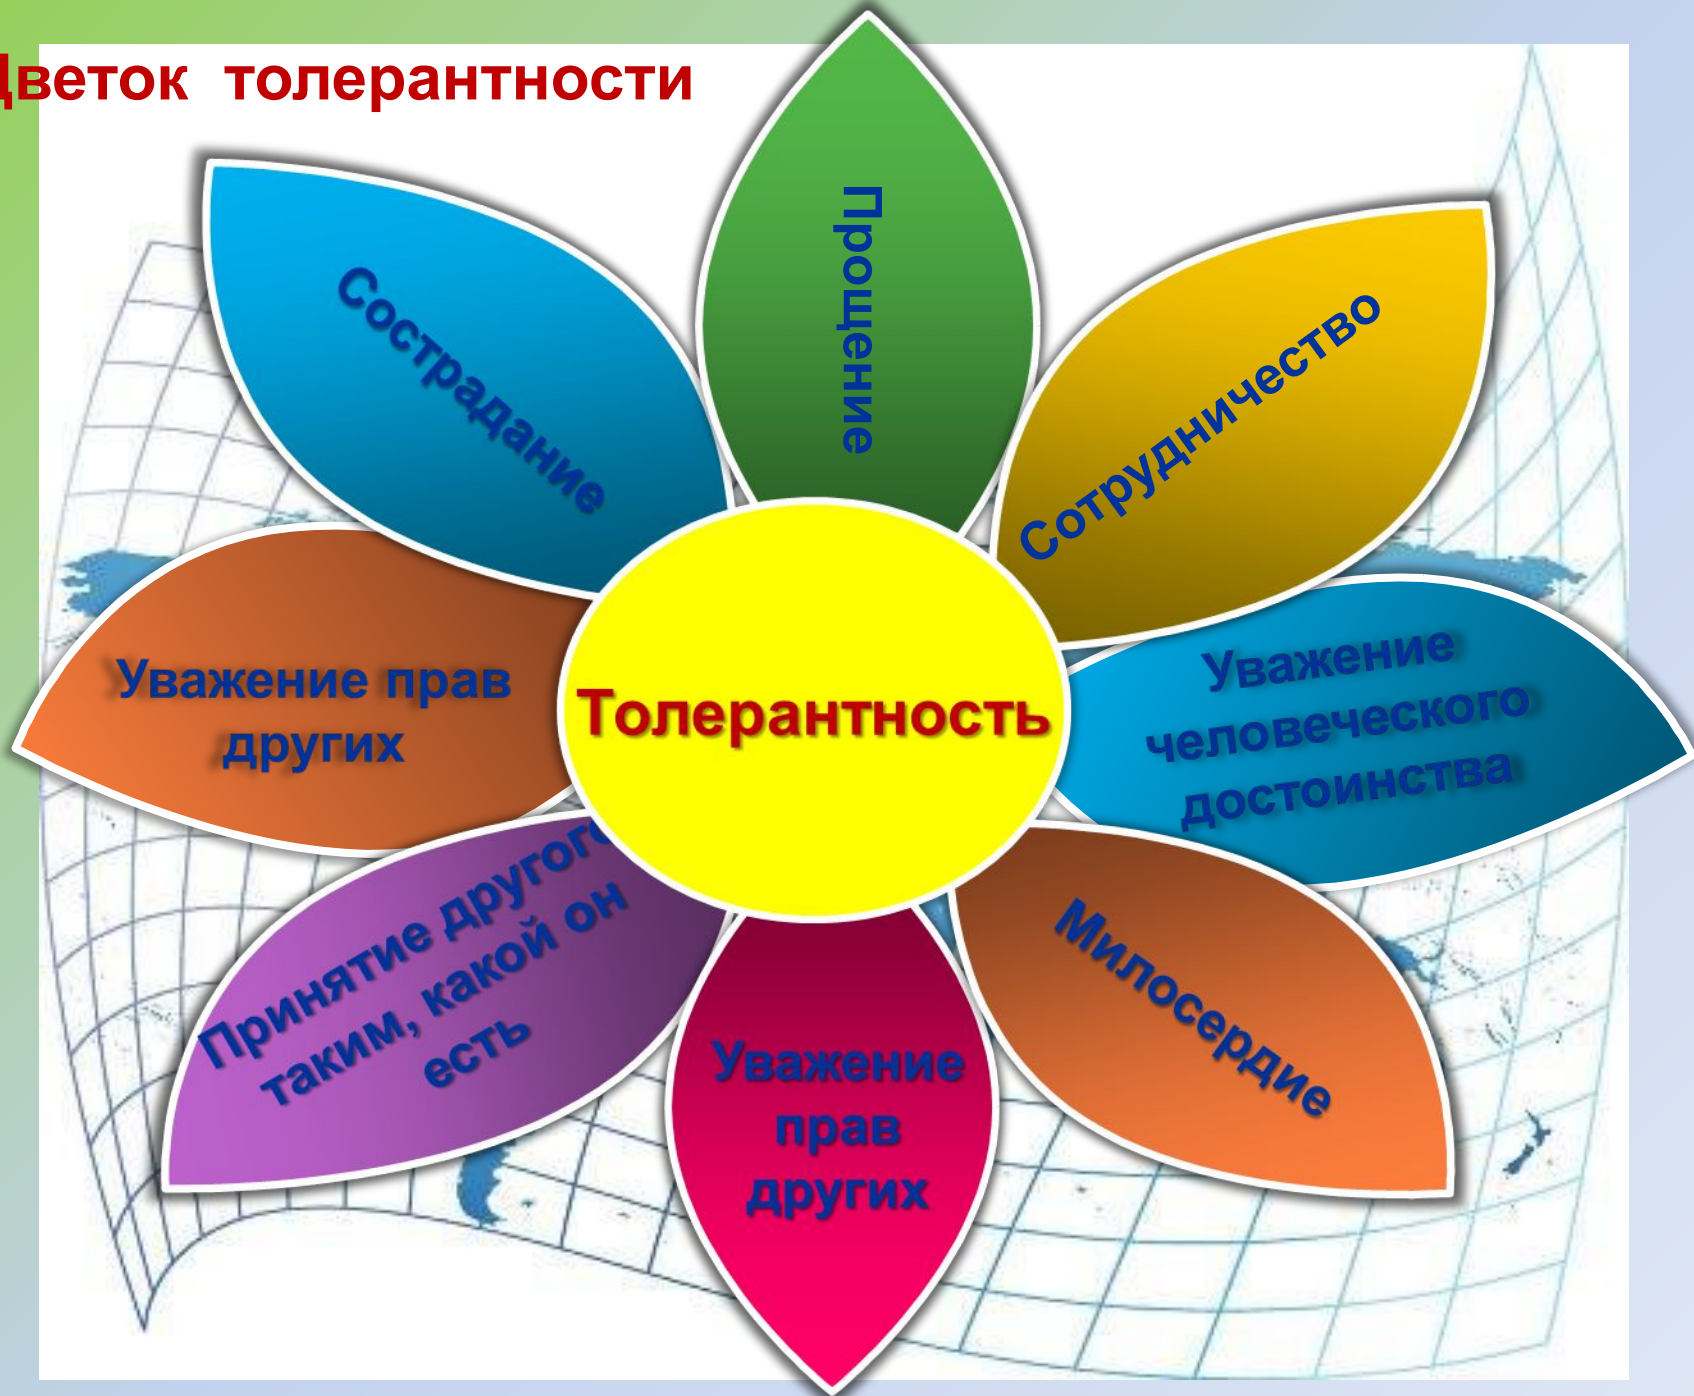 Цветок толерантности
Прощение
Сострадание
Сотрудничество
Уважение прав
других
Толерантность
Уважение
человеческого
достоинства
Принятие другого
таким, какой он
есть
Милосердие
Уважение
прав
других